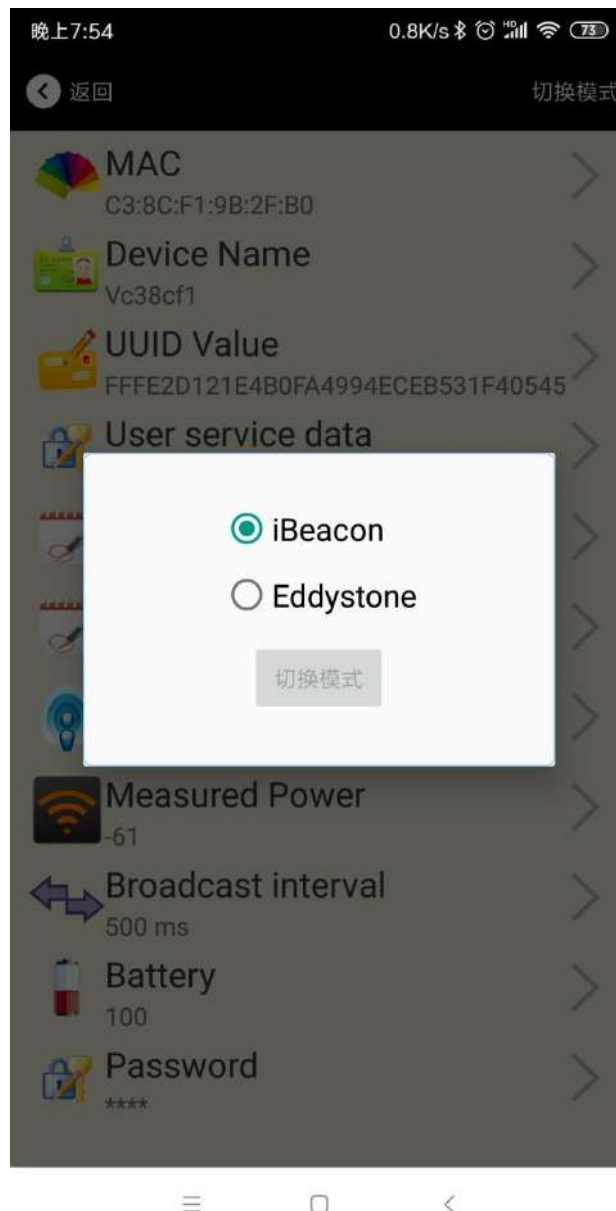 晚上7:54
0.8K/s HD 73
返回
切换模式
MAC
C3:8C:F1:9B:2F:B0
Device Name
Vc38cf1
UUID Value
FFFE2D121E4B0FA4994ECEB531F40545
User service data
iBeacon
Eddystone
切换模式
Measured Power
-61
Broadcast interval
500 ms
Battery
100
Password
****